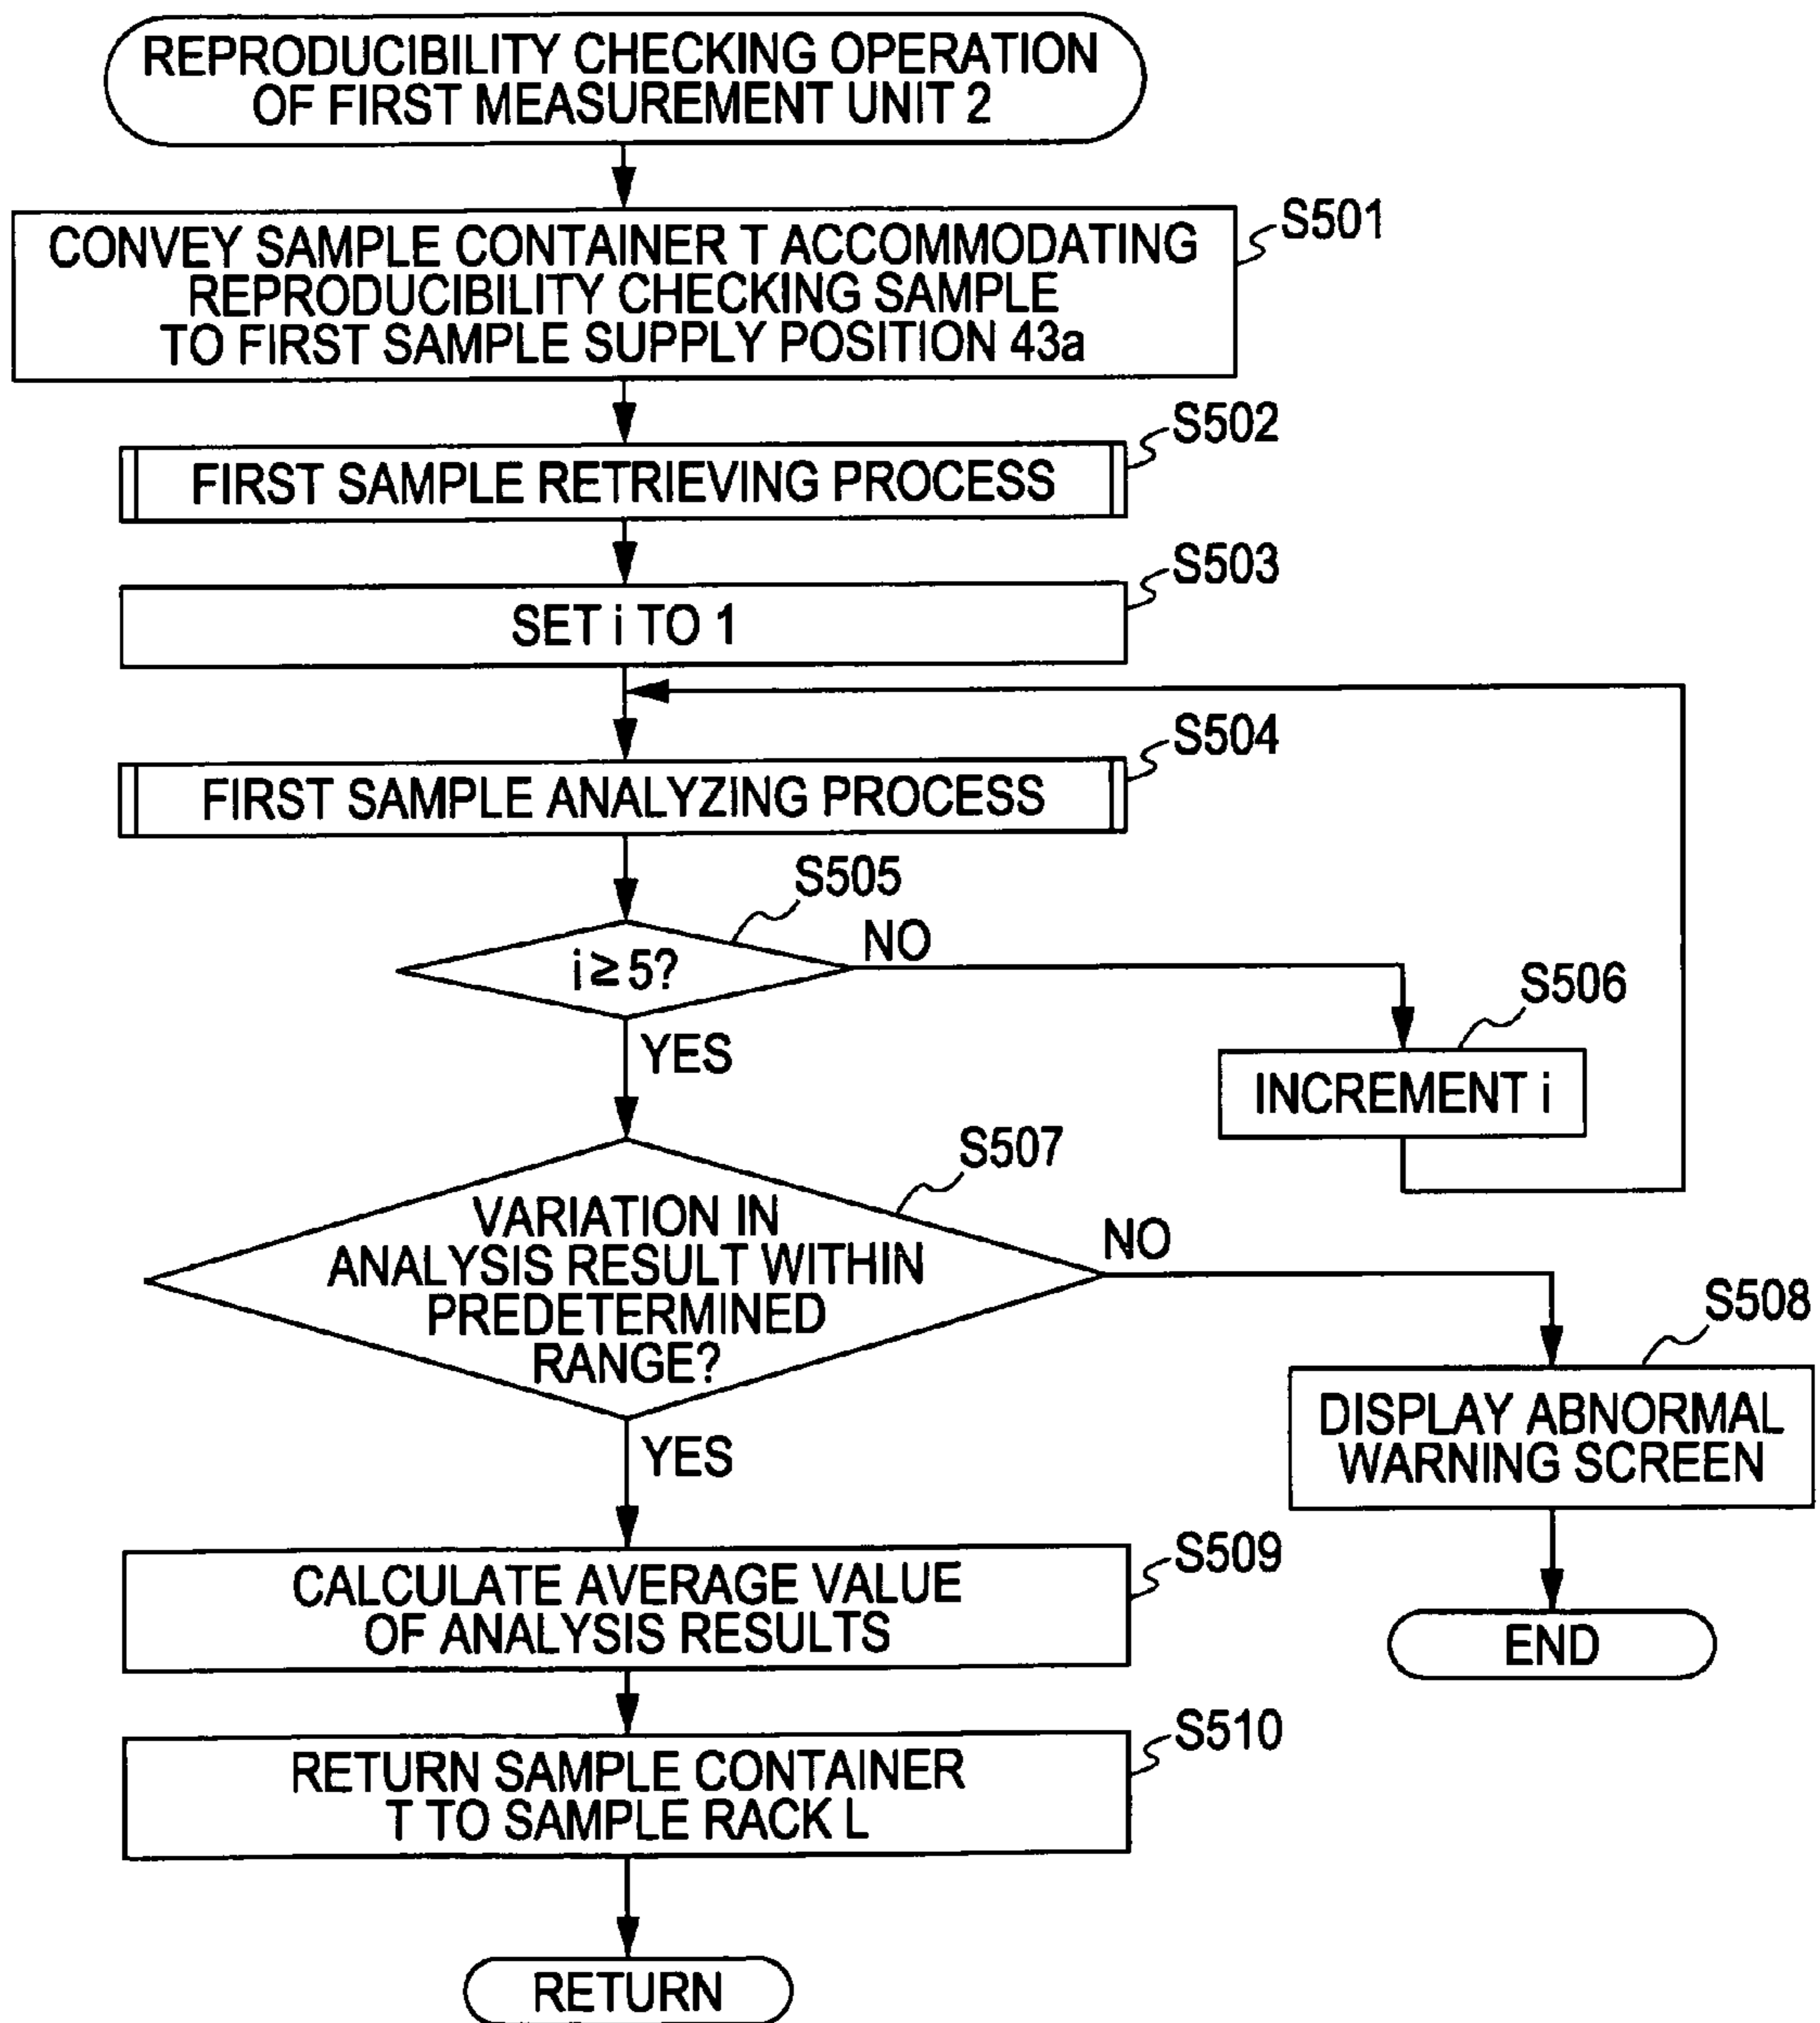 REPRODUCIBILITY CHECKING OPERATION
OF FIRST MEASUREMENT UNIT 2
S501
CONVEY SAMPLE CONTAINER T ACCOMMODATING
REPRODUCIBILITY CHECKING SAMPLE
TO FIRST SAMPLE SUPPLY POSITION 43a
S502
FIRST SAMPLE RETRIEVING PROCESS
S503
SET i TO 1
S504
FIRST SAMPLE ANALYZING PROCESS
S505
i ≥ 5?
NO
S506
INCREMENT i
YES
S507
VARIATION IN
ANALYSIS RESULT WITHIN
PREDETERMINED
RANGE?
NO
S508
DISPLAY ABNORMAL
WARNING SCREEN
END
YES
S509
CALCULATE AVERAGE VALUE
OF ANALYSIS RESULTS
S510
RETURN SAMPLE CONTAINER
T TO SAMPLE RACK L
RETURN